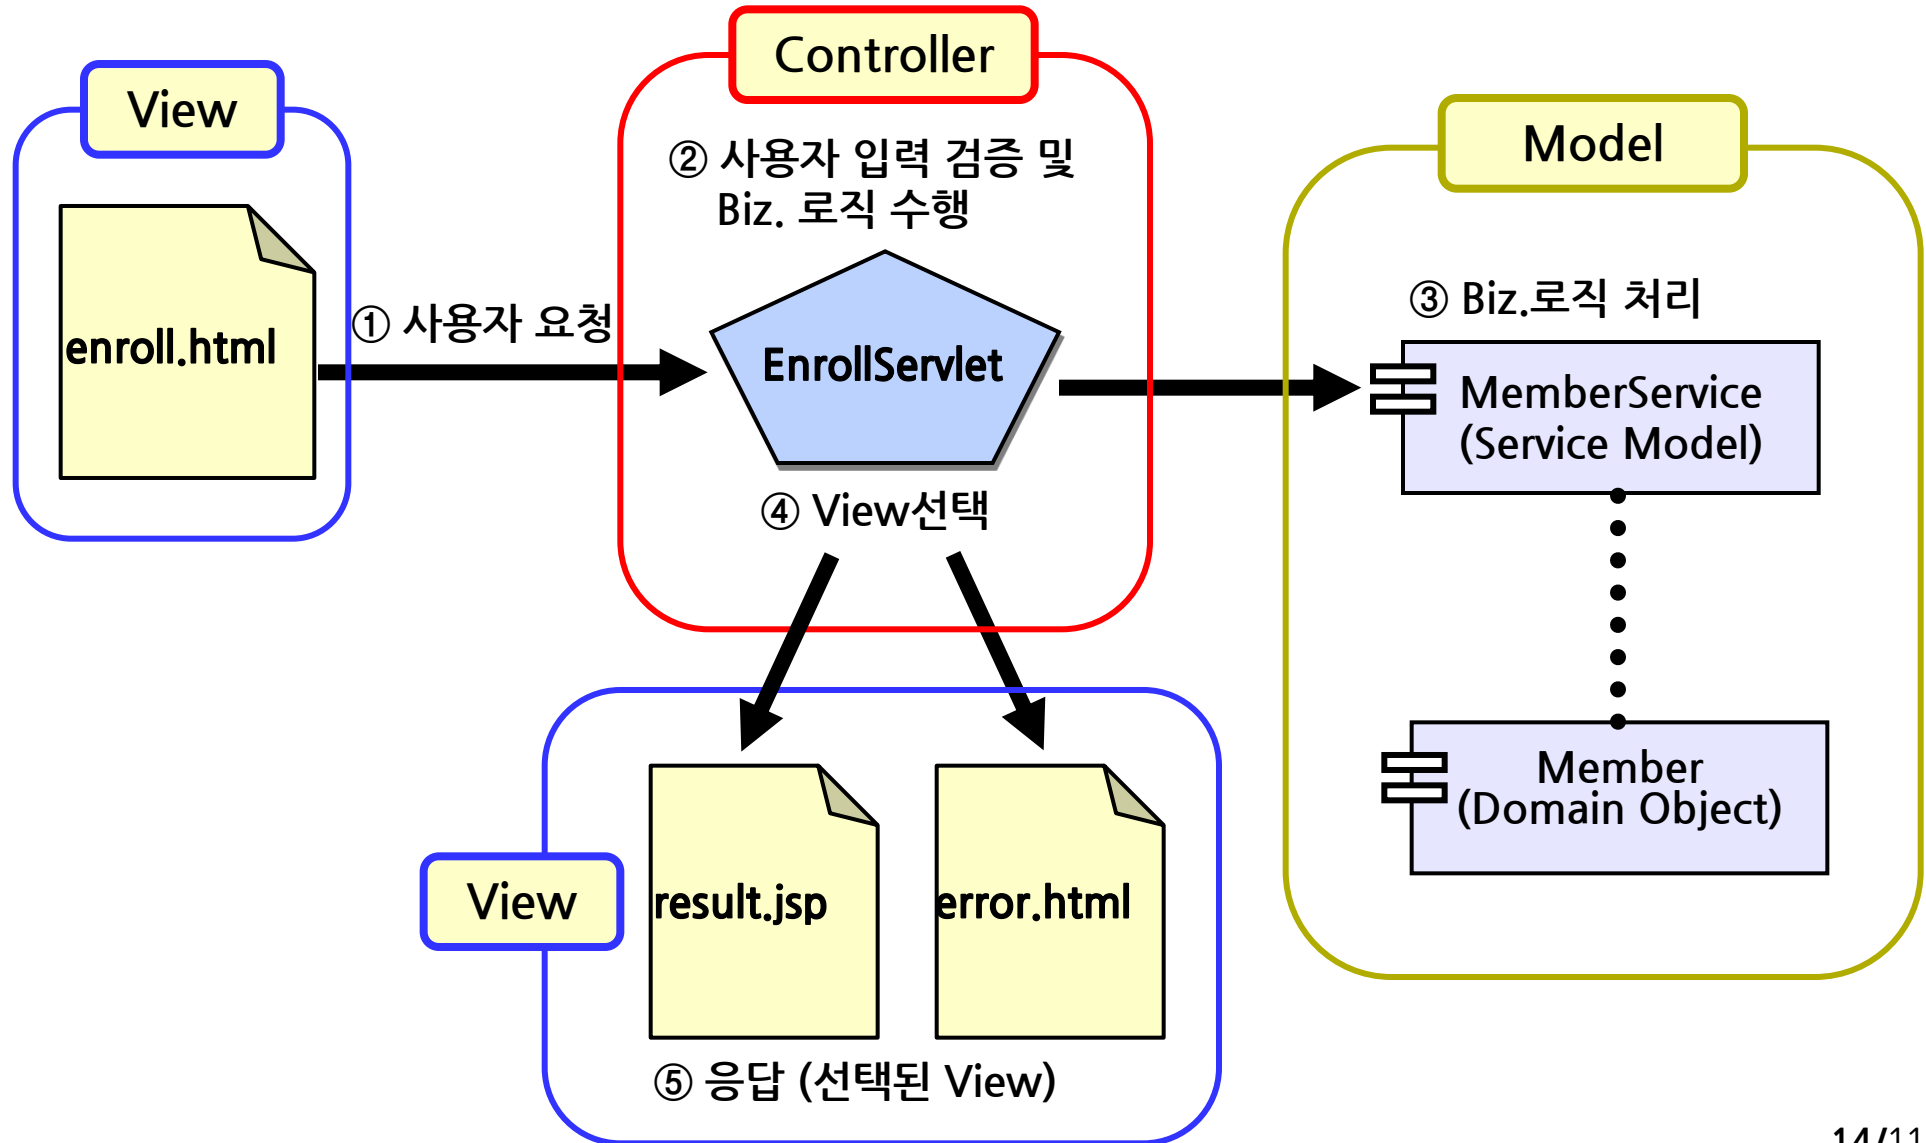 Controller
View
Model
② 사용자 입력 검증 및
Biz. 로직 수행
① 사용자 요청
③ Biz.로직 처리
enroll.html
EnrollServlet
MemberService
(Service Model)
④ View선택
Member
(Domain Object)
View
result.jsp
error.html
⑤ 응답 (선택된 View)
14/11